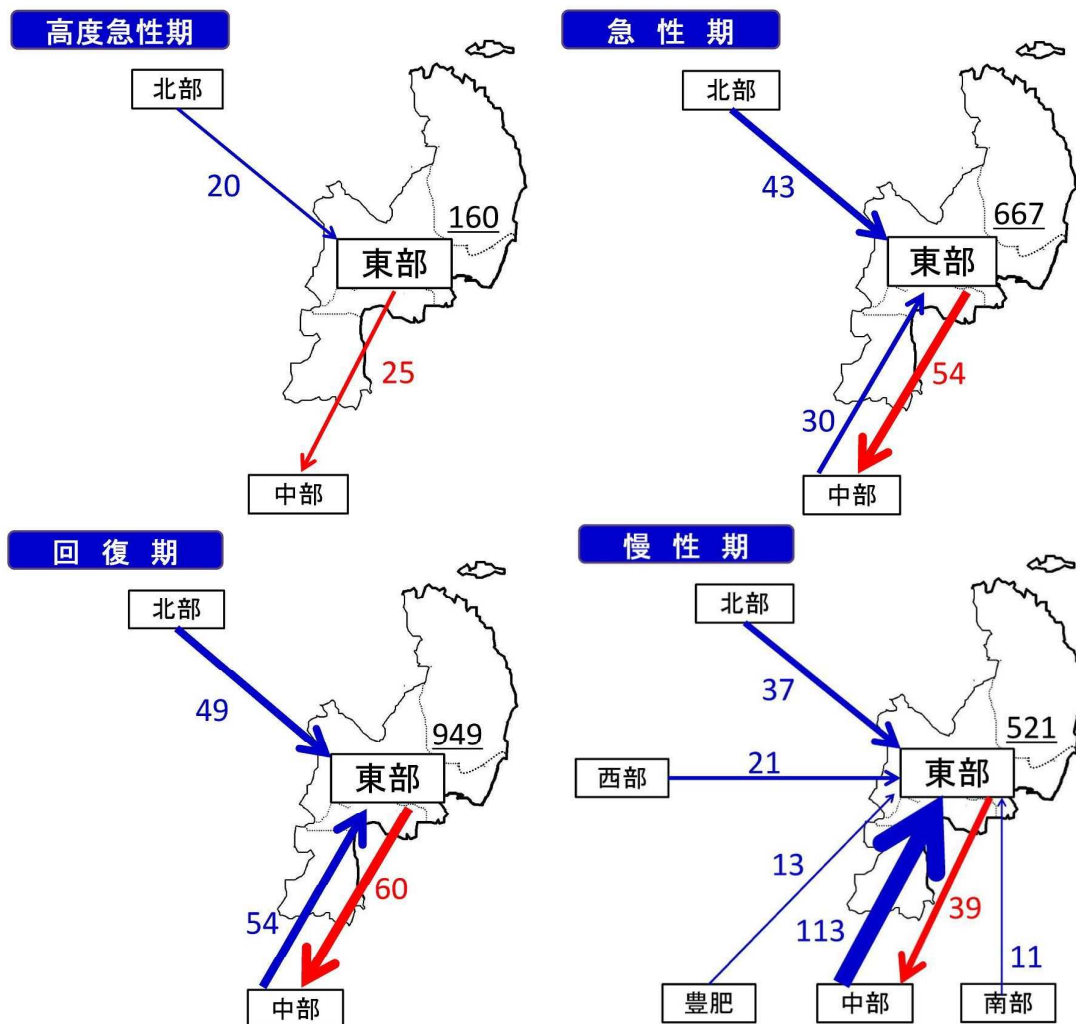 高度急性期
北部
20
160
東部
25
中部
急性期
北部
43
667
東部
54
30
中部
回復期
北部
49
949
東部
60
54
中部
慢性期
北部
37
521
西部
21
東部
13
39
113
11
豊肥
中部
南部